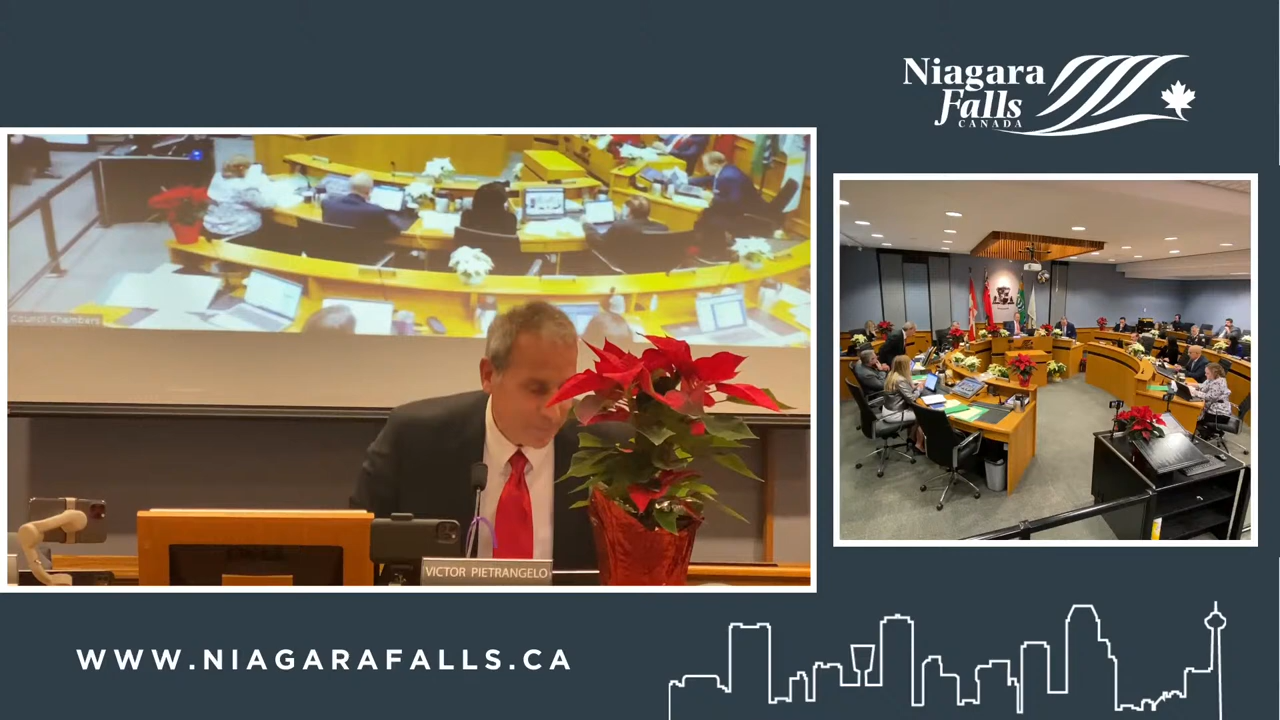 Niagara
Falls
CANADA
Council Chambers
VICTOR PIETRANGELO
WWW.NIAGARAFALLS.CA